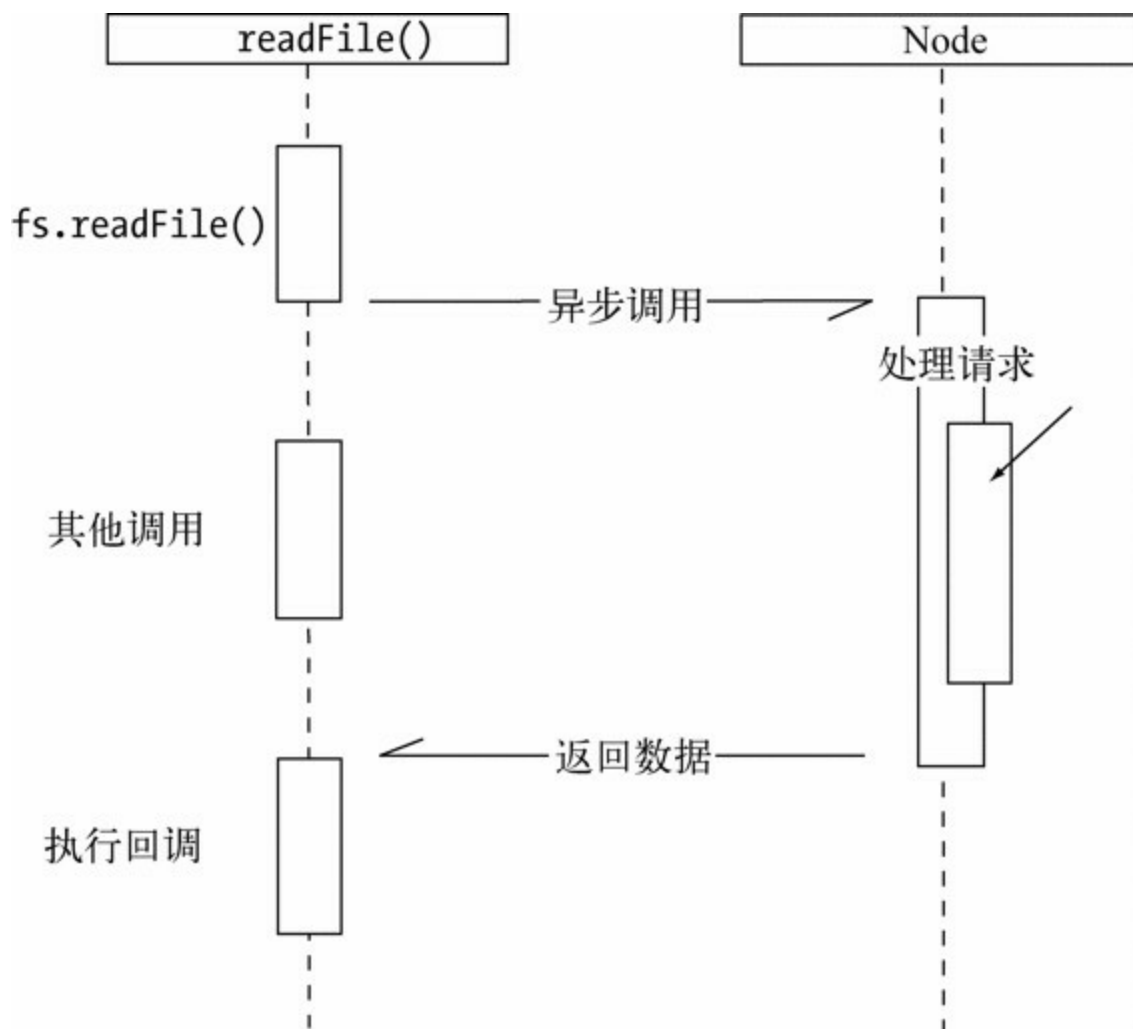 readFile()
Node
fs.readFile()
异步调用
处理请求
其他调用
返回数据
执行回调